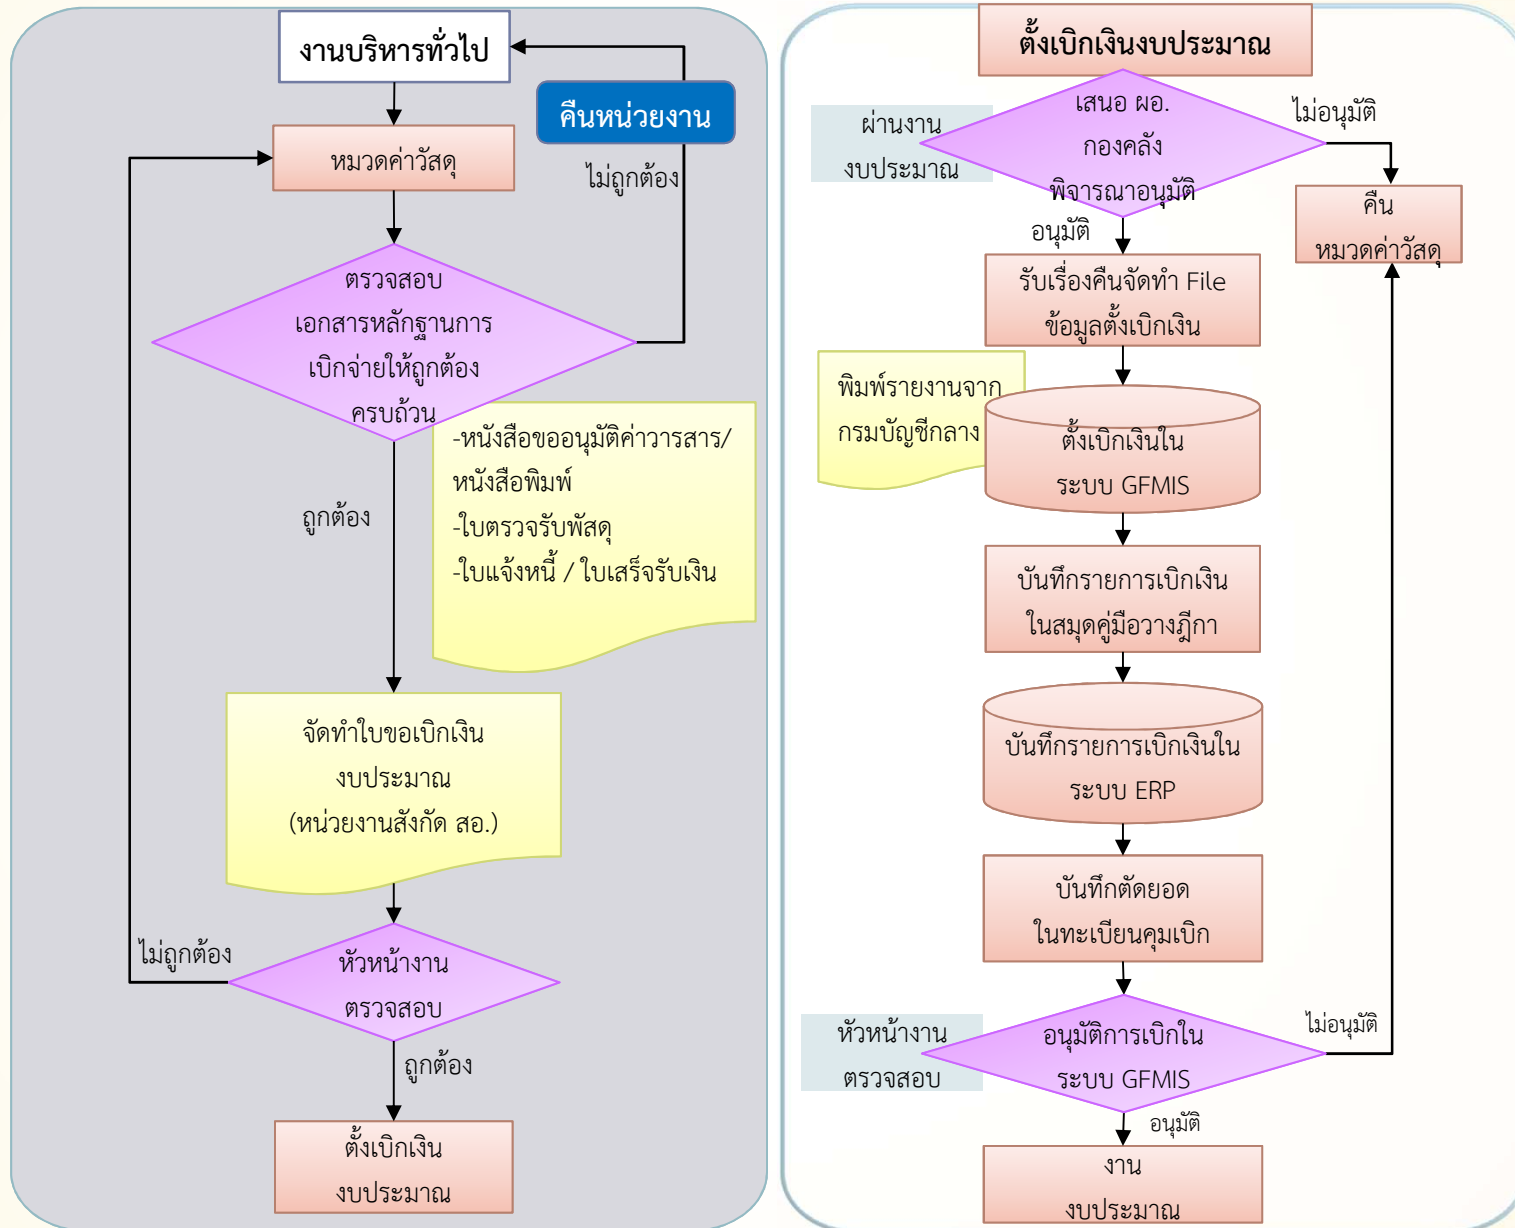 งานบริหารทั่วไป
คืนหน่วยงาน
หมวดค่าวัสดุ
ไม่ถูกต้อง
ตรวจสอบ
เอกสารหลักฐานการ
เบิกจ่ายให้ถูกต้อง
ครบถ้วน
-หนังสือขออนุมัติค่าวารสาร/
หนังสือพิมพ์
-ใบตรวจรับพัสดุ
-ใบแจ้งหนี้ / ใบเสร็จรับเงิน
ถูกต้อง
จัดทำใบขอเบิกเงิน
งบประมาณ
(หน่วยงานสังกัด สอ.)
ไม่ถูกต้อง
หัวหน้างาน
ตรวจสอบ
ถูกต้อง
ตั้งเบิกเงิน
งบประมาณ
ตั้งเบิกเงินงบประมาณ
ผ่านงาน
งบประมาณ
เสนอ ผอ.
กองคลัง
พิจารณาอนุมัติ
ไม่อนุมัติ
คืน
หมวดค่าวัสดุ
อนุมัติ
รับเรื่องคืนจัดทำ File
ข้อมูลตั้งเบิกเงิน
พิมพ์รายงานจาก
กรมบัญชีกลาง
ตั้งเบิกเงินใน
ระบบ GFMIS
บันทึกรายการเบิกเงิน
ในสมุดคู่มือวางฎีกา
บันทึกรายการเบิกเงินใน
ระบบ ERP
บันทึกตัดยอด
ในทะเบียนคุมเบิก
หัวหน้างาน
ตรวจสอบ
อนุมัติการเบิกใน
ระบบ GFMIS
ไม่อนุมัติ
อนุมัติ
งาน
งบประมาณ